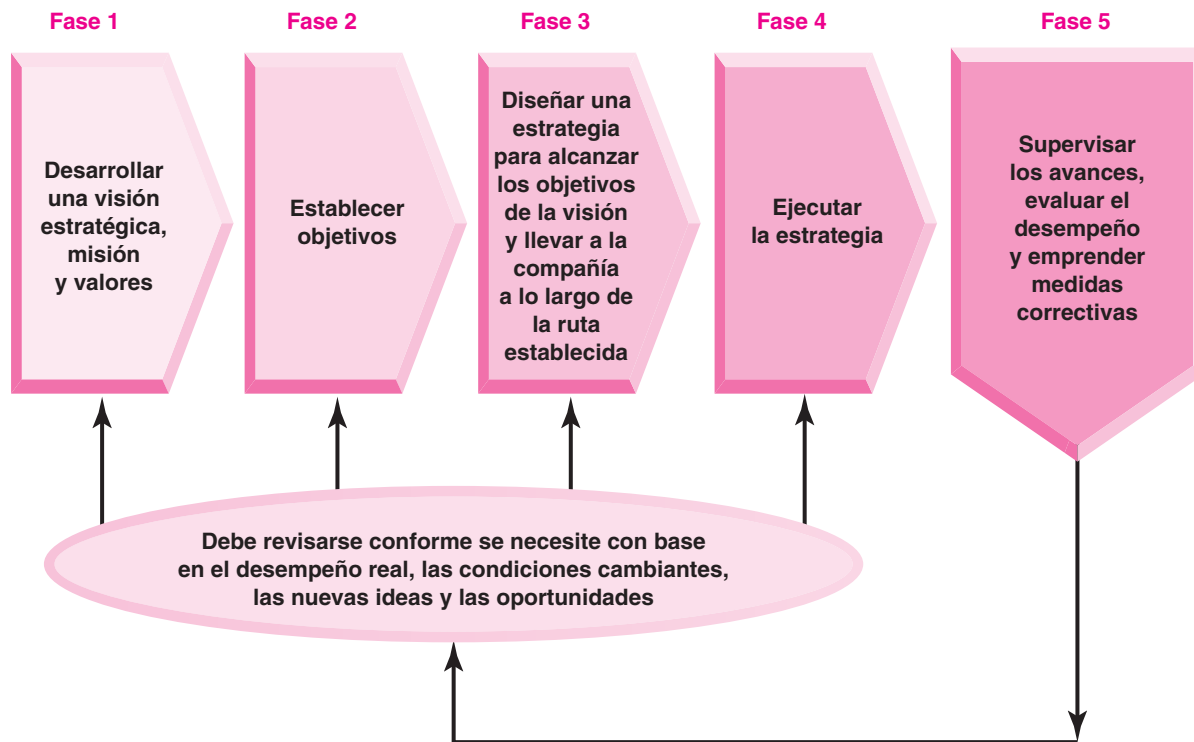 Fase 1
Fase 2
Fase 3
Fase 4
Fase 5
Desarrollar
una visión
estratégica,
misión
y valores
Establecer
objetivos
Diseñar una
estrategia
para alcanzar
los objetivos
de la visión
y llevar a la
compañía
a lo largo de
la ruta
establecida
Ejecutar
la estrategia
Supervisar
los avances,
evaluar el
desempeño
y emprender
medidas
correctivas
Debe revisarse conforme se necesite con base
en el desempeño real, las condiciones cambiantes,
las nuevas ideas y las oportunidades